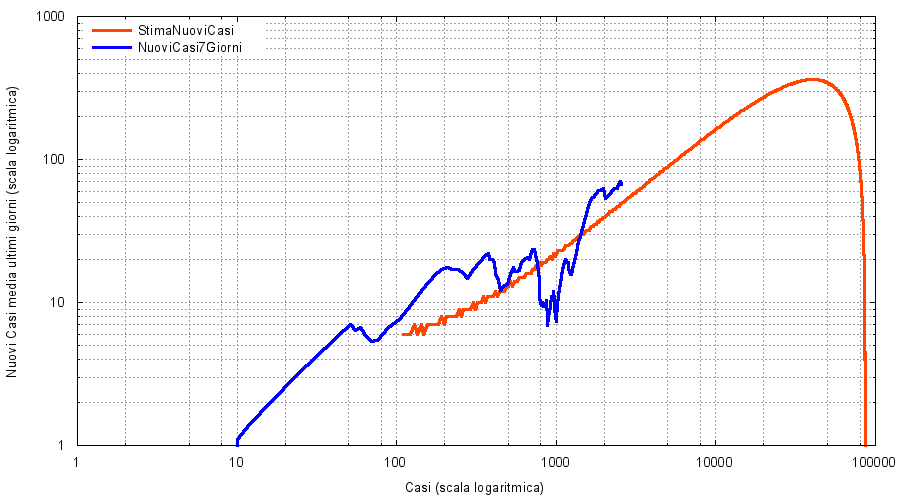 1000
StimaNuoviCasi
NuoviCasi7Giorni
100
10
1
Nuovi Casi media ultimi giorni (scala logaritmica)
1 10 100 1000 10000 100000
Casi (scala logaritmica)